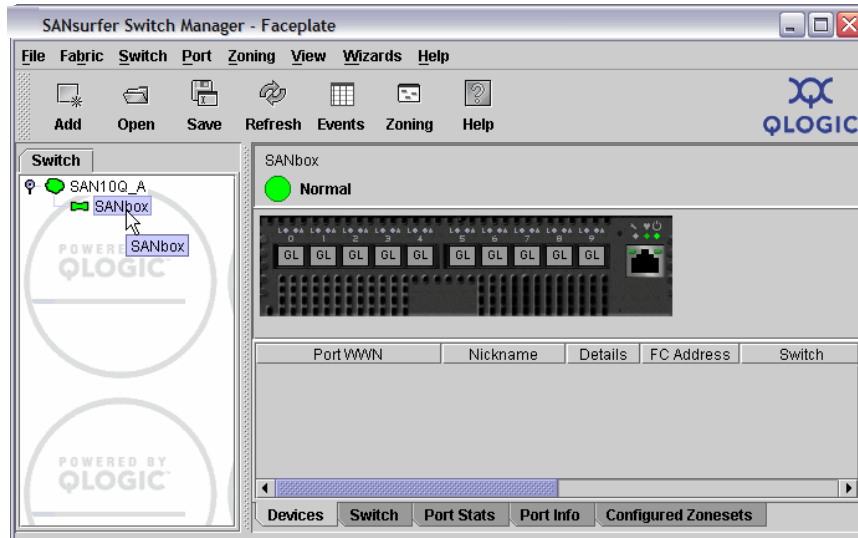 SANsurfer Switch Manager - Faceplate
File Fabric Switch Port Zoning View Wizards Help
Add Open Save Refresh Events Zoning Help
QLOGIC
Switch
SAN10Q_A
SANbox
SANbox
POWERE
QLOGIC
POWERED BY
QLOGIC
SANbox
Normal
0 1 2 3 4 5 6 7 8 9
GL GL GL GL GL GL GL GL GL GL
Port WWN Nickname Details FC Address Switch
Devices Switch Port Stats Port Info Configured Zonesets